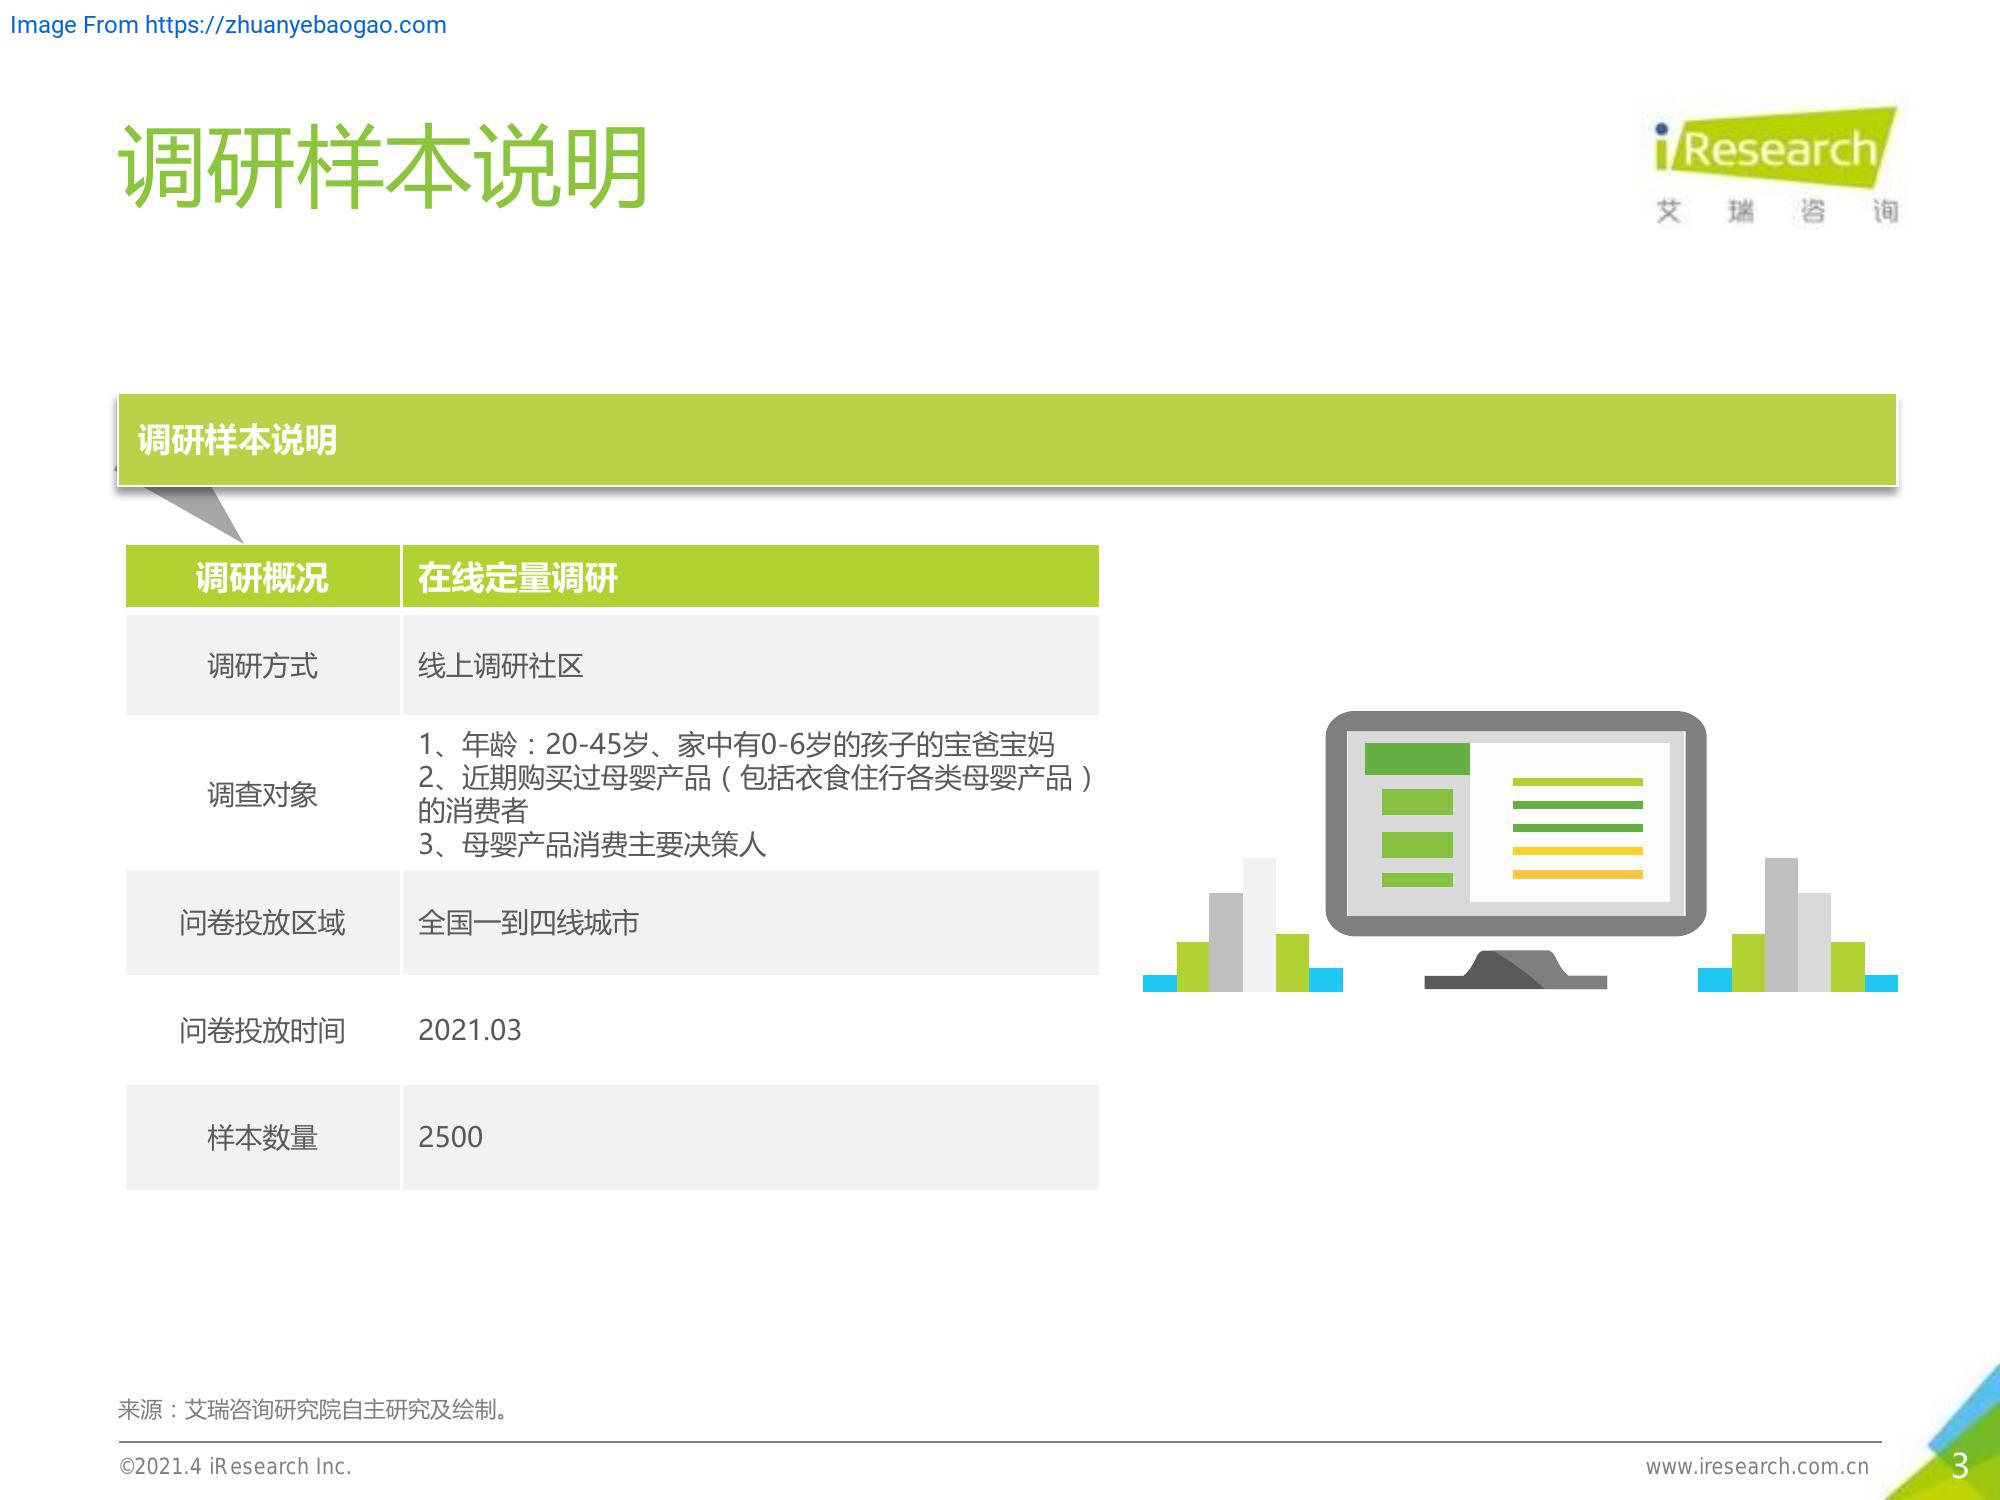 Image From https://zhuanyebaogao.com
调研样本说明
iResearch
艾瑞咨询
调研样本说明
调研概况 在线定量调研
调研方式 线上调研社区
调查对象
1、年龄：20-45岁、家中有0-6岁的孩子的宝爸宝妈
2、近期购买过母婴产品（包括衣食住行各类母婴产品）
的消费者
3、母婴产品消费主要决策人
问卷投放区域 全国一到四线城市
问卷投放时间 2021.03
样本数量 2500
来源：艾瑞咨询研究院自主研究及绘制。
©2021.4 iResearch Inc.
www.iresearch.com.cn
3